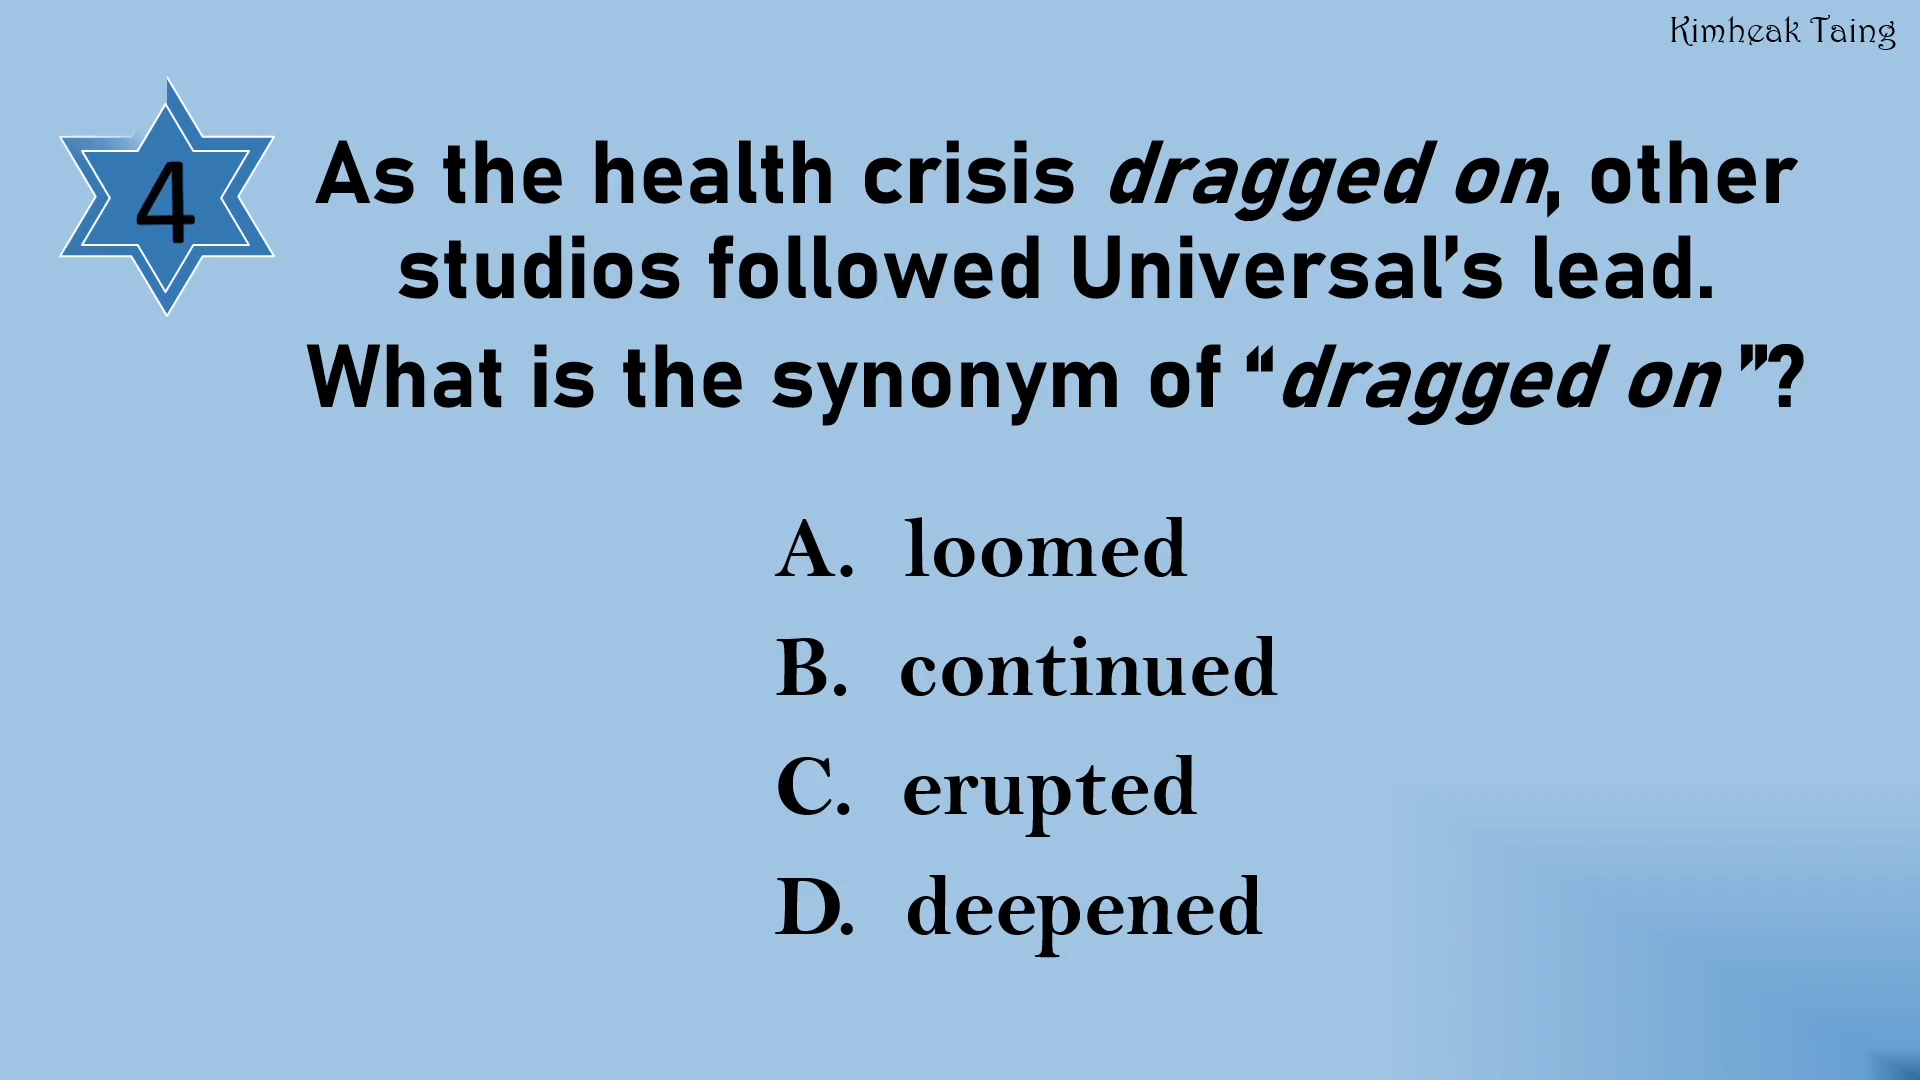 Kimheak Taing
4
As the health crisis dragged on, other
studios followed Universal’s lead.
What is the synonym of “dragged on ”?
A. loomed
B. continued
C. erupted
D. deepened